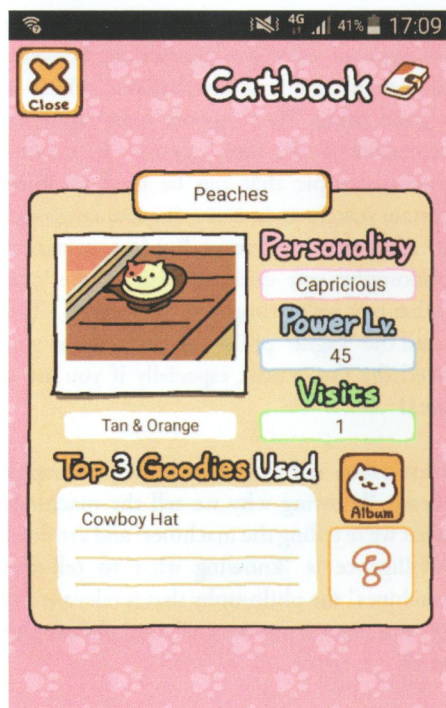 4G 41% 17:09
Close
Catbook
Peaches
Personality
Capricious
Power Lv.
45
Visits
1
Tan & Orange
Top 3 Goodies Used
Cowboy Hat
Album
?